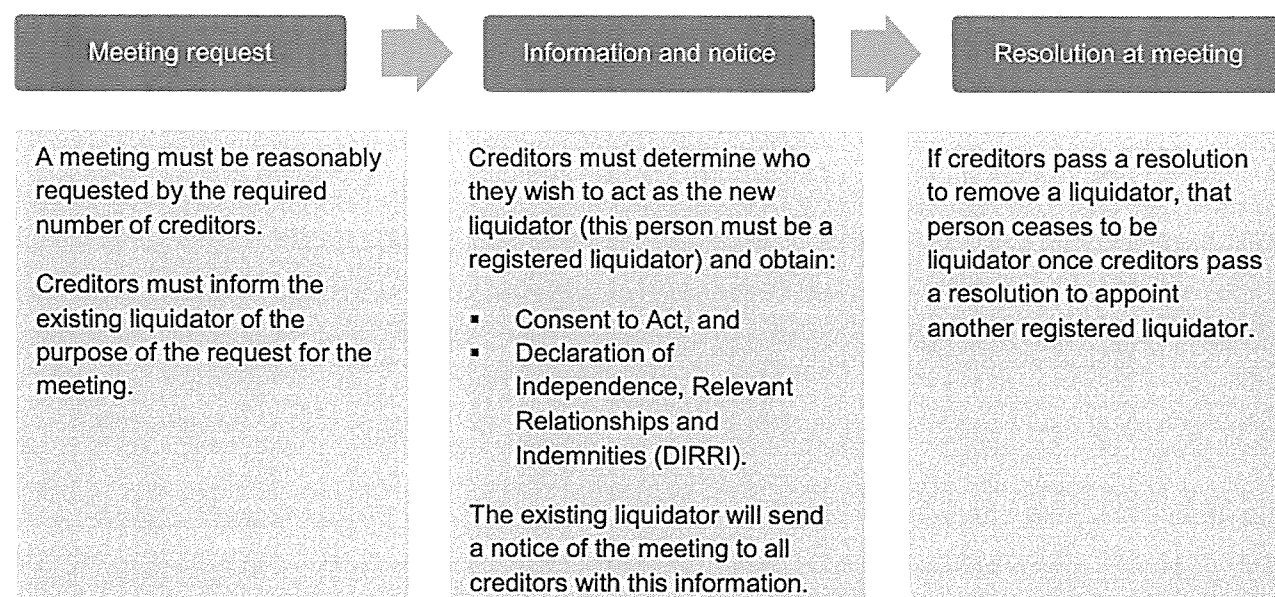 Meeting request
Information and notice
Resolution at meeting
A meeting must be reasonably
requested by the required
number of creditors.
Creditors must inform the
existing liquidator of the
purpose of the request for the
meeting.
Creditors must determine who
they wish to act as the new
liquidator (this person must be a
registered liquidator) and obtain:
▪ Consent to Act, and
▪ Declaration of
Independence, Relevant
Relationships and
Indemnities (DIRRI).
The existing liquidator will send
a notice of the meeting to all
creditors with this information.
If creditors pass a resolution
to remove a liquidator, that
person ceases to be
liquidator once creditors pass
a resolution to appoint
another registered liquidator.